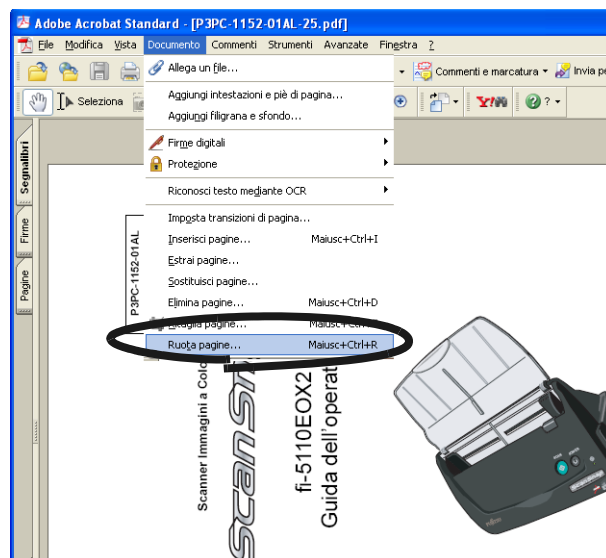 Adobe Acrobat Standard - [P3PC-1152-01AL-25.pdf]
File Modifica Vista Documento Commenti Strumenti Avanzate Finestra ?
Allega un file...
Commenti e marcatura
Invia pe
Seleziona
Aggiungi intestazioni e piè di pagina...
Aggiungi filigrana e sfondo...
Y!
? -
Firme digitali
Protezione
Riconosci testo mediante OCR
Imposta transizioni di pagina...
Inserisci pagine... Maiusc+Ctrl+I
Estrai pagine...
Sostituisci pagine...
Elimina pagine... Maiusc+Ctrl+D
Ritaglia pagine...
Ruota pagine... Maiusc+Ctrl+R
Segnalibri
Firme
Pagine
P3PC-1152-01AL
Scanner Immagini a Colo
ScanSn
fi-5110EOX2
Guida dell'operat